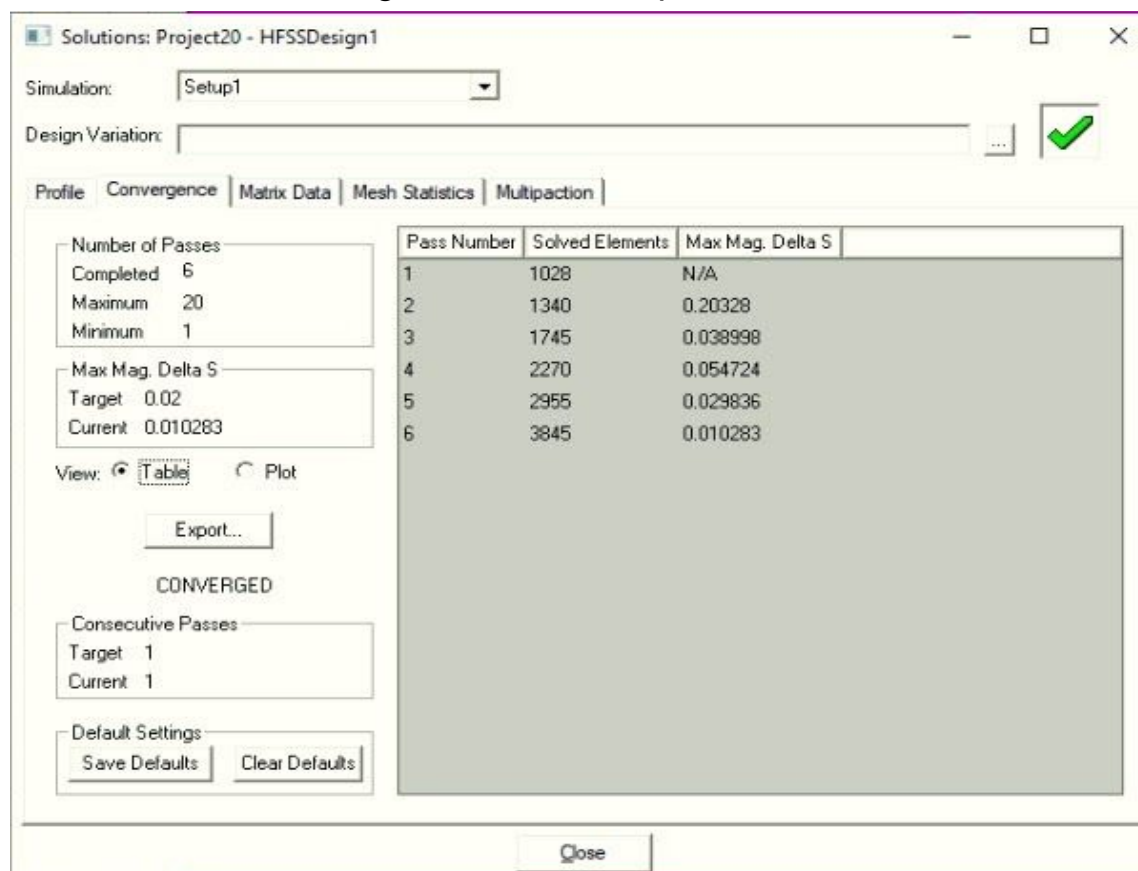 Solutions: Project20 - HFSSDesign1
Simulation: Setup1
Design Variation: ...
Profile Convergence Matrix Data Mesh Statistics Multipaction
Number of Passes
Completed 6
Maximum 20
Minimum 1
Max Mag. Delta S
Target 0.02
Current 0.010283
View: Table Plot
Export...
CONVERGED
Consecutive Passes
Target 1
Current 1
Default Settings
Save Defaults Clear Defaults
Pass Number Solved Elements Max Mag. Delta S
1 1028 N/A
2 1340 0.20328
3 1745 0.038998
4 2270 0.054724
5 2955 0.029836
6 3845 0.010283
Close